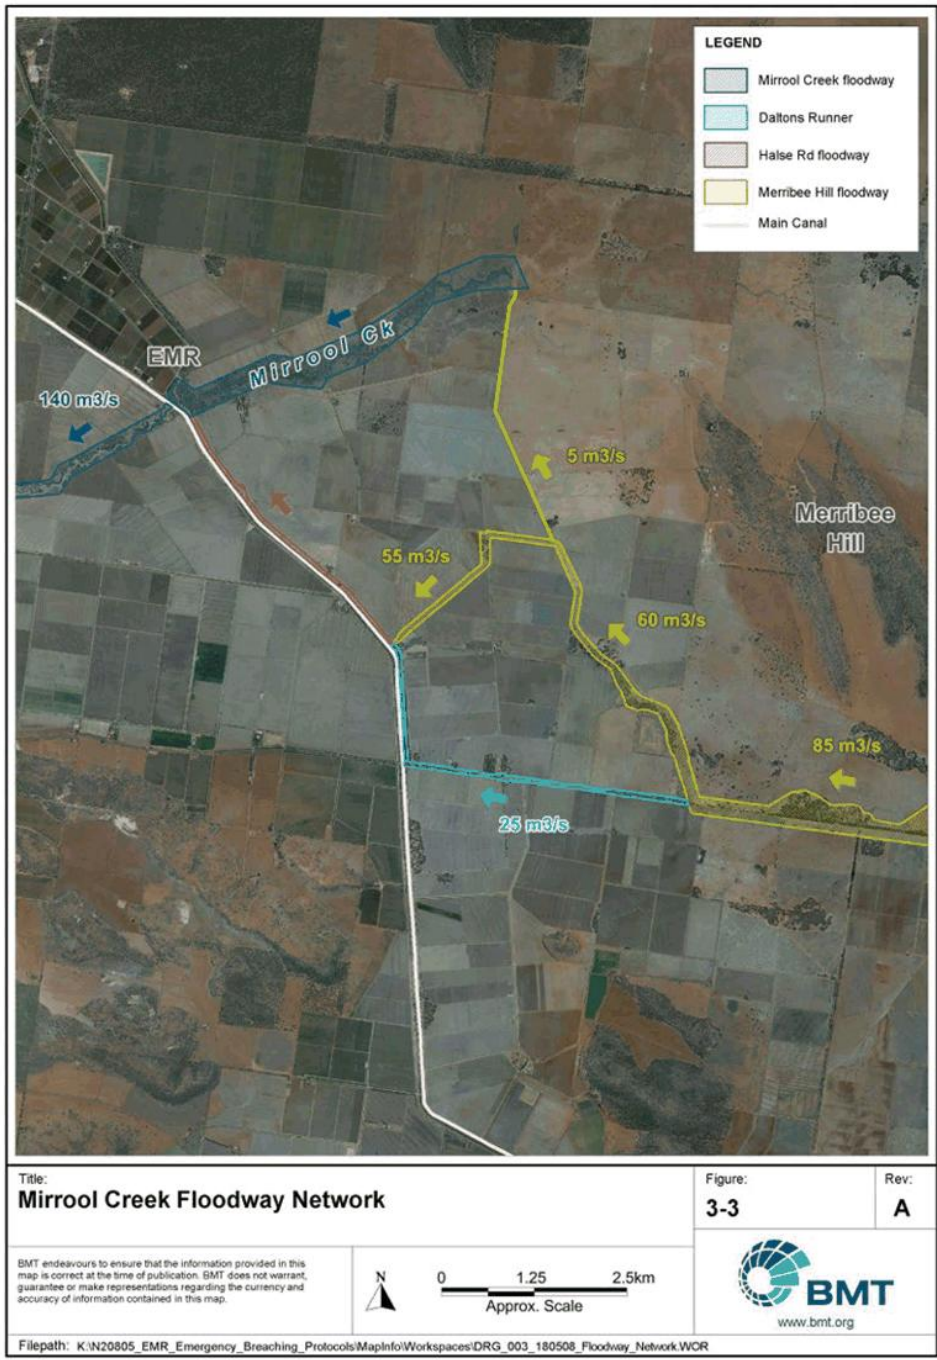 LEGEND
Mirrool Creek floodway
Daltons Runner
Halse Rd floodway
Merribee Hill floodway
Main Canal
Mirrool Ck
EMR
140 m3/s
5 m3/s
Merribee
Hill
55 m3/s
60 m3/s
85 m3/s
25 m3/s
Title:
Mirrool Creek Floodway Network
Figure:
3-3
Rev:
A
BMT endeavours to ensure that the information provided in this
map is correct at the time of publication. BMT does not warrant,
guarantee or make representations regarding the currency and
accuracy of information contained in this map.
N
0 1.25 2.5km
Approx. Scale
BMT
www.bmt.org
Filepath: K:\N20805_EMR_Emergency_Breaching_Protocols\MapInfo\Workspaces\DRG_003_180508_Floodway_Network.WOR